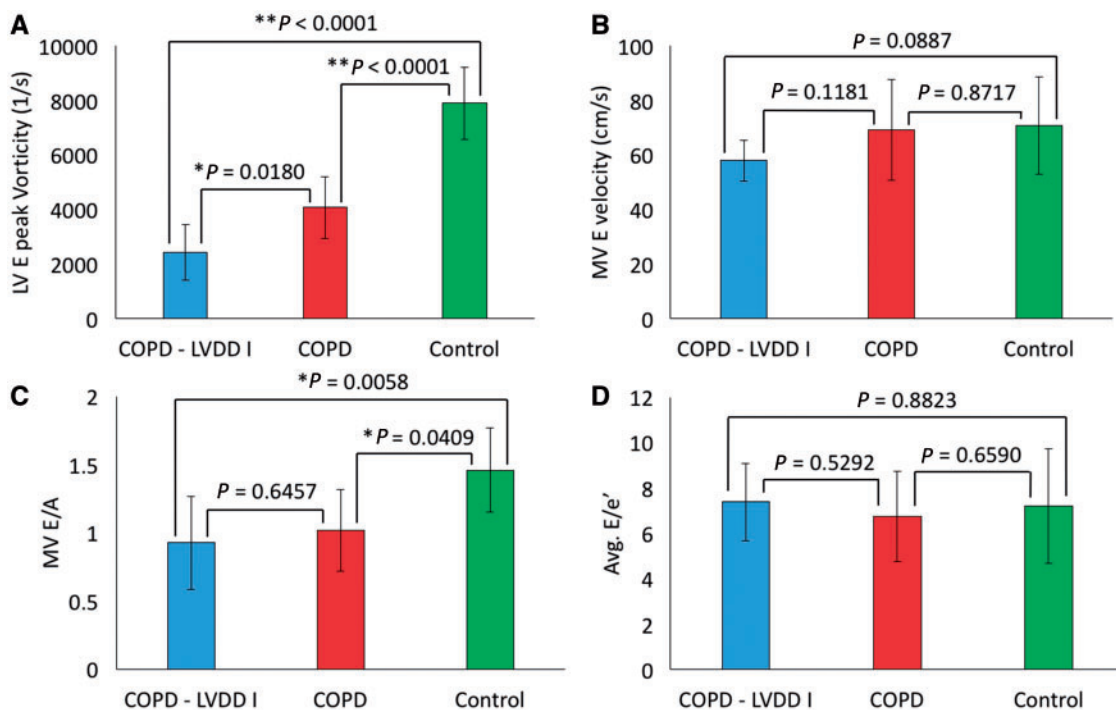 A
LV E peak Vorticity (1/s)
10000
8000
6000
4000
2000
0
**P < 0.0001
**P < 0.0001
*P = 0.0180
COPD - LVDD I
COPD
Control
B
MV E velocity (cm/s)
100
80
60
40
20
0
P = 0.0887
P = 0.1181
P = 0.8717
COPD - LVDD I
COPD
Control
C
MV E/A
2
1.5
1
0.5
0
*P = 0.0058
*P = 0.0409
P = 0.6457
COPD - LVDD I
COPD
Control
D
Avg. E/e’
12
10
8
6
4
2
0
P = 0.8823
P = 0.5292
P = 0.6590
COPD - LVDD I
COPD
Control